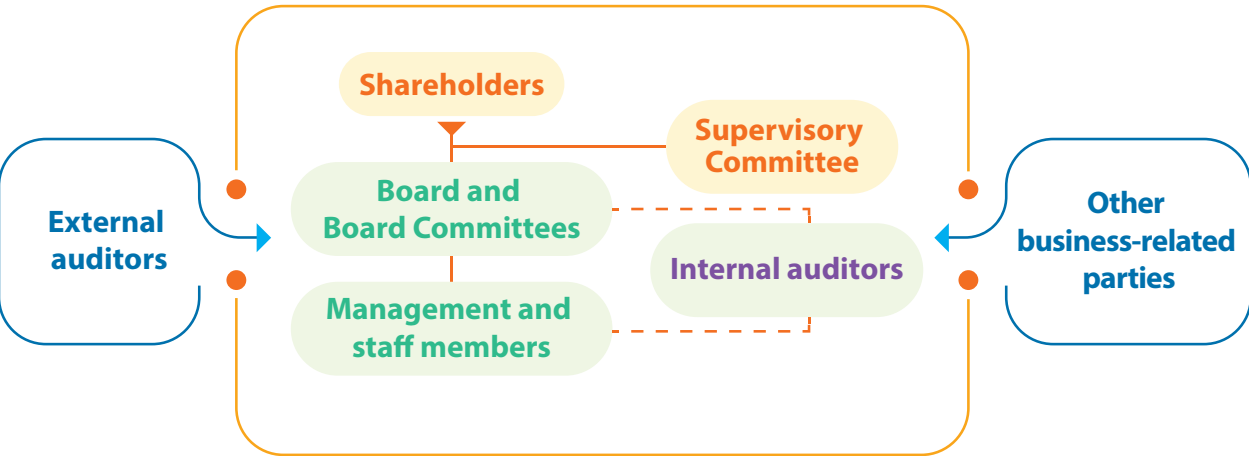 Shareholders
Supervisory
Committee
Board and
Board Committees
External
auditors
Internal auditors
Other
business-related
parties
Management and
staff members